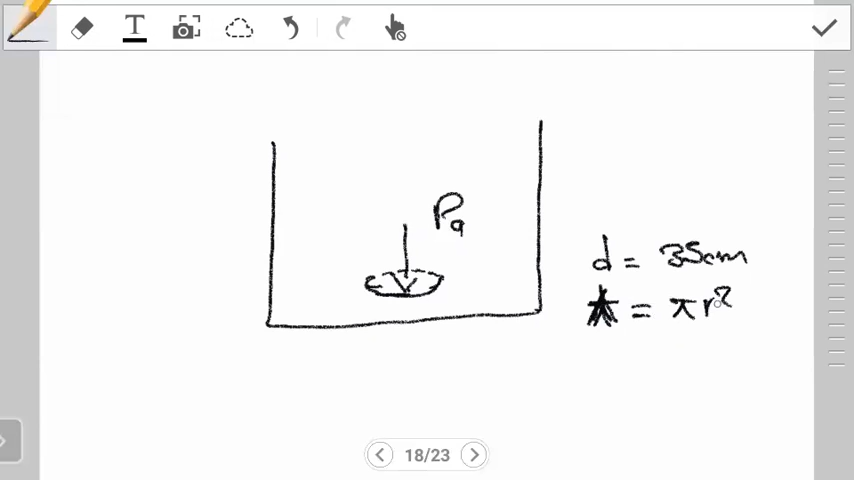 T
Pa
d = 35cm
A = πr²
18/23